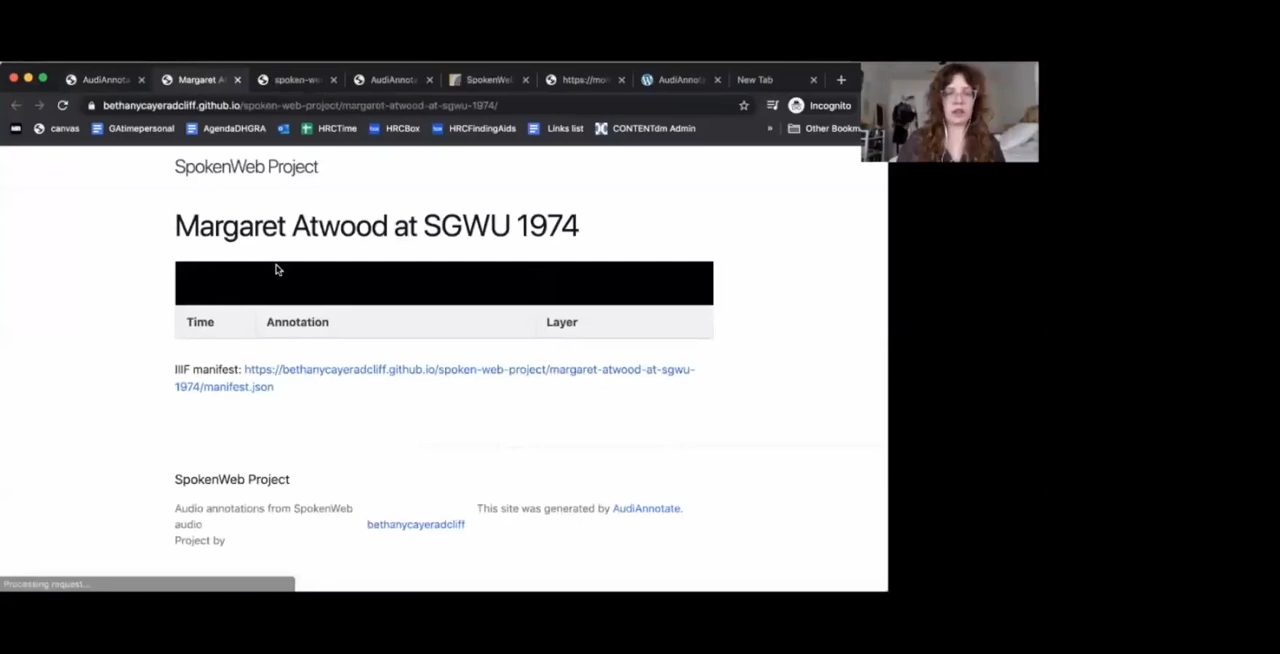 AudiAnnota
Margaret A
spoken-we
AudiAnnota
SpokenWeb
https://mo
AudiAnnot
New Tab
bethanycayeradcliff.github.io/spoken-web-project/margaret-atwood-at-sgwu-1974/
Incognito
canvas
GAtimepersonal
AgendaDHGRA
HRCTime
HRCBox
HRCFindingAids
Links list
CONTENTdm Admin
»
Other Bookm
SpokenWeb Project
Margaret Atwood at SGWU 1974
Time Annotation Layer
IIIF manifest: https://bethanycayeradcliff.github.io/spoken-web-project/margaret-atwood-at-sgwu-
1974/manifest.json
SpokenWeb Project
Audio annotations from SpokenWeb
audio
Project by
bethanycayeradcliff
This site was generated by AudiAnnotate.
Processing request...